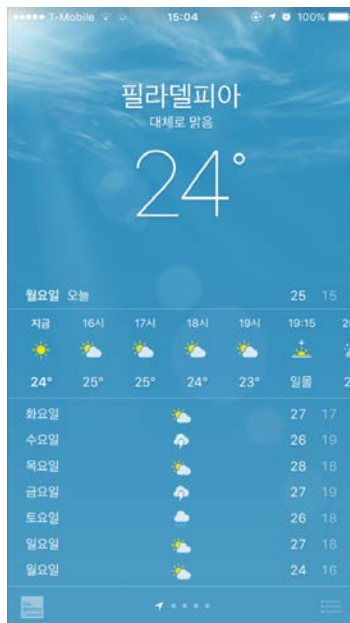 T-Mobile 15:04 100%
필라델피아
대체로 맑음
24°
월요일 오늘 25 15
지금 16시 17시 18시 19시 19:15
24° 25° 25° 24° 23° 일몰
화요일 27 17
수요일 26 19
목요일 28 18
금요일 27 19
토요일 26 18
일요일 27 18
월요일 24 16